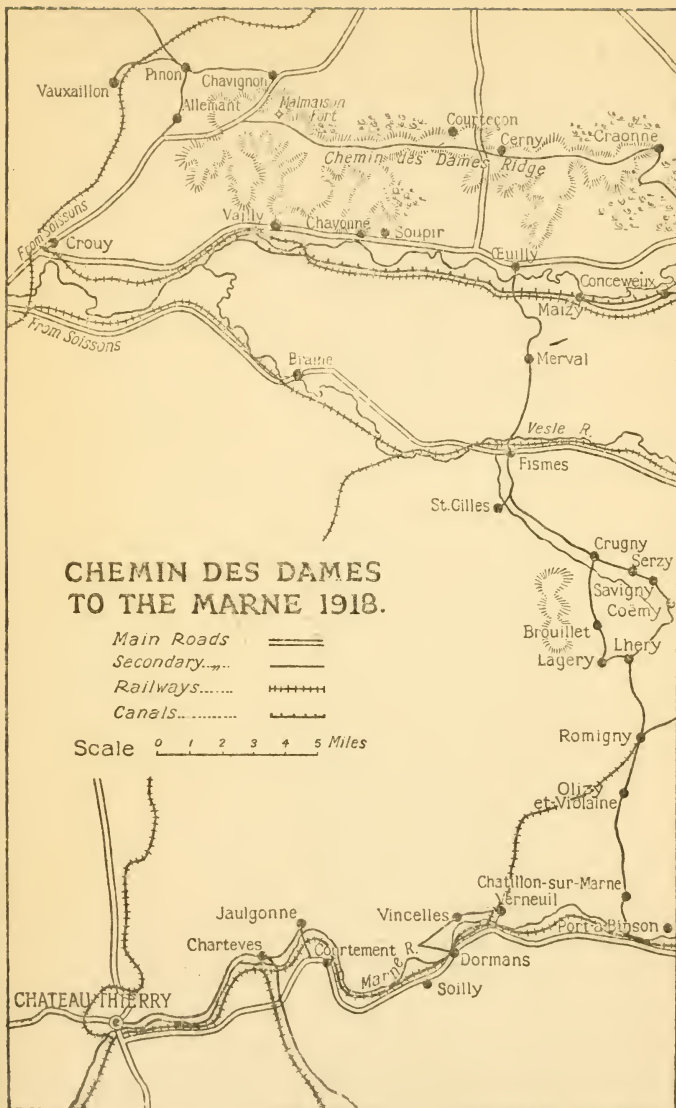 Vauxaillon
Pinon
Chavignon
Allemant
Malmaison
Fort
Courtecon
Cerny
Craonne
Chemin des Dames Ridge
From Soissons
Crouy
Vailly
Chavonne
Soupir
Œuilly
Concevreux
Maizy
From Soissons
Braine
Merval
Vesle R.
Fismes
St. Gilles
Crugny
Serzy
Savigny
Coëmy
Brouillet
Lagery
Lhery
CHEMIN DES DAMES
TO THE MARNE 1918.
Main Roads
Secondary..„..
Railways.......
Canals............
Scale 0 1 2 3 4 5 Miles
Romigny
Olizy
et-Violaine
Chatillon-sur-Marne
Verneuil
Jaulgonne
Vincelles
Port-à-Binson
Charteves
Courtement R.
Marne
Dormans
Soilly
CHATEAU THIERRY